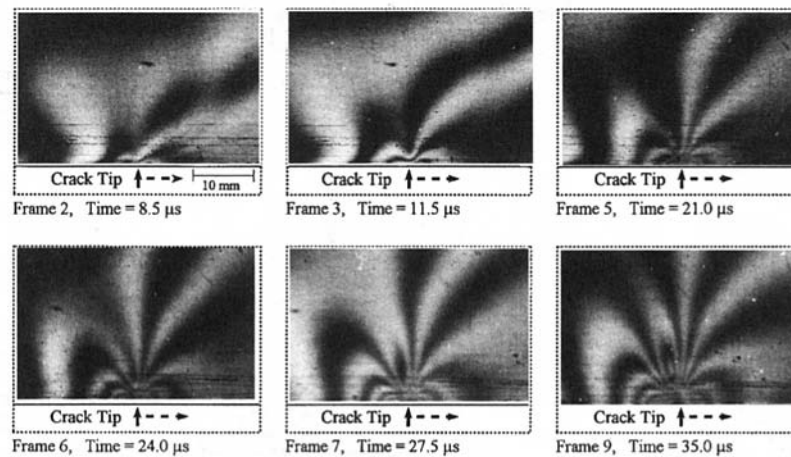 Crack Tip
10 mm
Frame 2, Time = 8.5 µs
Crack Tip
Frame 3, Time = 11.5 µs
Crack Tip
Frame 5, Time = 21.0 µs
Crack Tip
Frame 6, Time = 24.0 µs
Crack Tip
Frame 7, Time = 27.5 µs
Crack Tip
Frame 9, Time = 35.0 µs